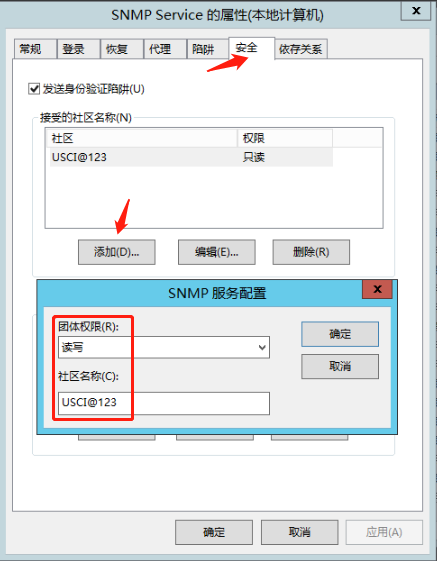 SNMP Service 的属性(本地计算机)
x
常规 登录 恢复 代理 陷阱 安全 依存关系
发送身份验证陷阱(U)
接受的社区名称(N)
社区 权限
USCI@123 只读
添加(D)... 编辑(E)... 删除(R)
SNMP 服务配置
x
团体权限(R):
读写
确定
取消
社区名称(C):
USCI@123
确定 取消 应用(A)